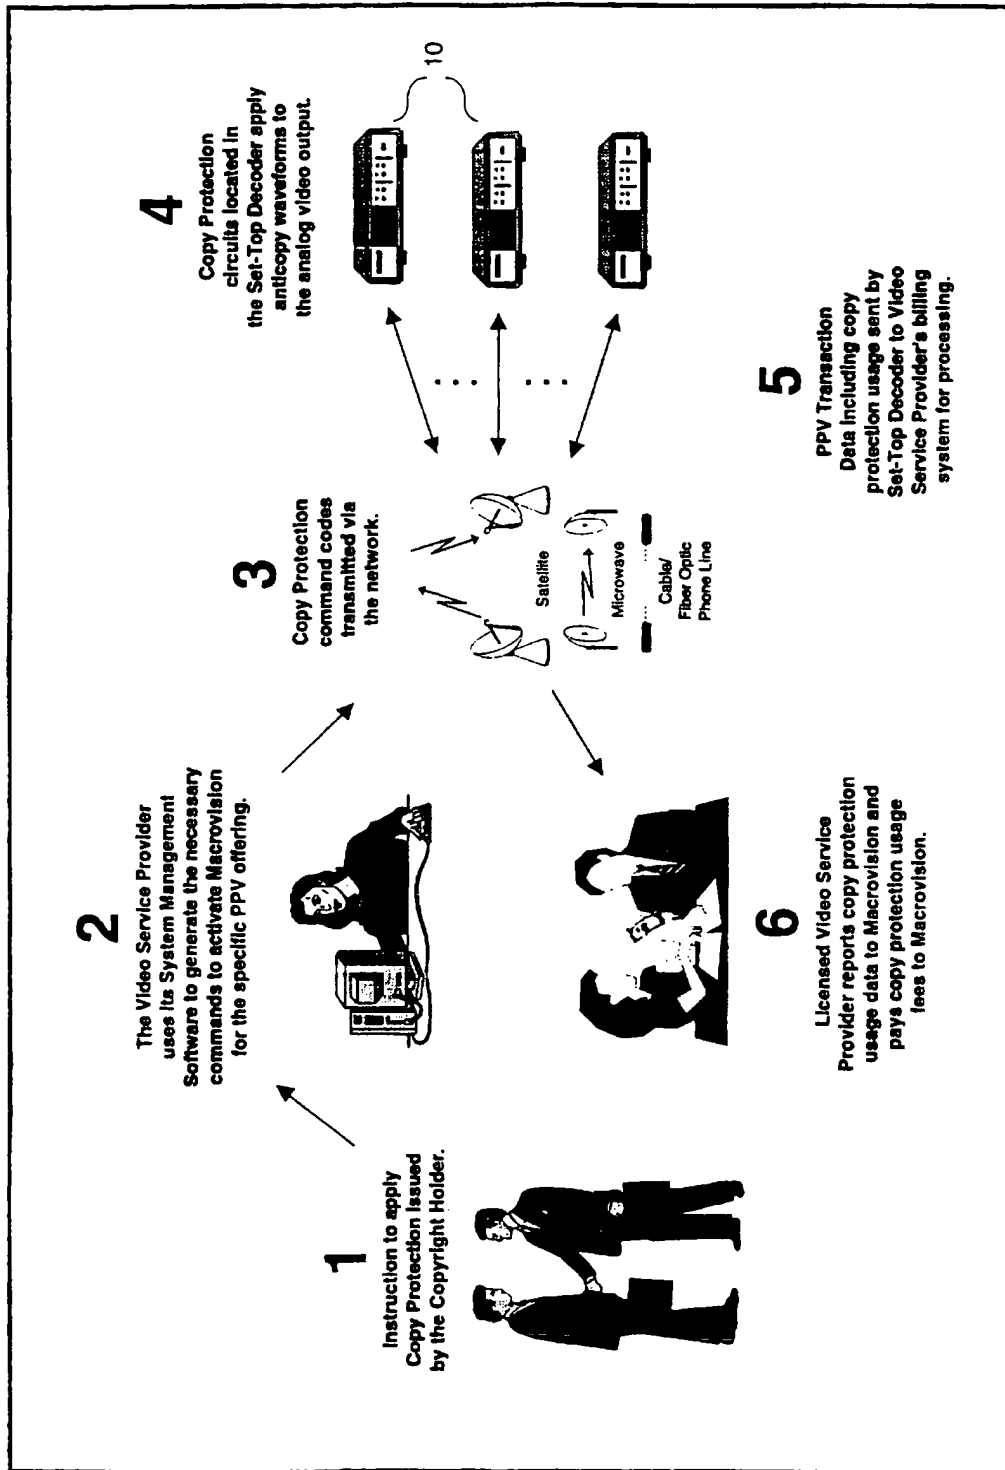 1
Instruction to apply
Copy Protection Issued
by the Copyright Holder.
2
The Video Service Provider
uses its System Management
Software to generate the necessary
commands to activate Macrovision
for the specific PPV offering.
3
Copy Protection
command codes
transmitted via
the network.
Satellite
Microwave
Cable/
Fiber Optic
Phone Line
4
Copy Protection
circuits located in
the Set-Top Decoder apply
anticopy waveforms to
the analog video output.
10
5
PPV Transaction
Data including copy
protection usage sent by
Set-Top Decoder to Video
Service Provider's billing
system for processing.
6
Licensed Video Service
Provider reports copy protection
usage data to Macrovision and
pays copy protection usage
fees to Macrovision.